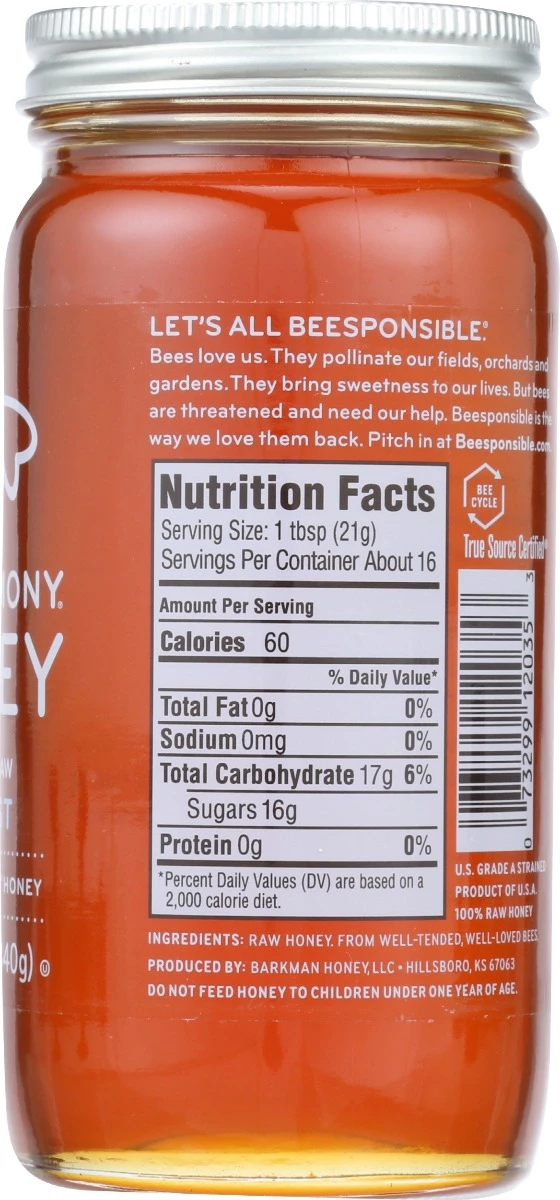 LET'S ALL BEESPONSIBLE®
Bees love us. They pollinate our fields, orchards and
gardens. They bring sweetness to our lives. But bees
are threatened and need our help. Beesponsible is the
way we love them back. Pitch in at Beesponsible.com
Nutrition Facts
Serving Size: 1 tbsp (21g)
Servings Per Container About 16
Amount Per Serving
Calories 60
% Daily Value*
Total Fat 0g 0%
Sodium 0mg 0%
Total Carbohydrate 17g 6%
Sugars 16g
Protein 0g 0%
*Percent Daily Values (DV) are based on a
2,000 calorie diet.
BEE
CYCLE
True Source Certified™
0 73299 12035 3
U.S. GRADE A STRAINED
PRODUCT OF U.S.A.
100% RAW HONEY
INGREDIENTS: RAW HONEY. FROM WELL-TENDED, WELL-LOVED BEES.
PRODUCED BY: BARKMAN HONEY, LLC • HILLSBORO, KS 67063
DO NOT FEED HONEY TO CHILDREN UNDER ONE YEAR OF AGE.
ONY®
EY
AW
T
HONEY
40g)